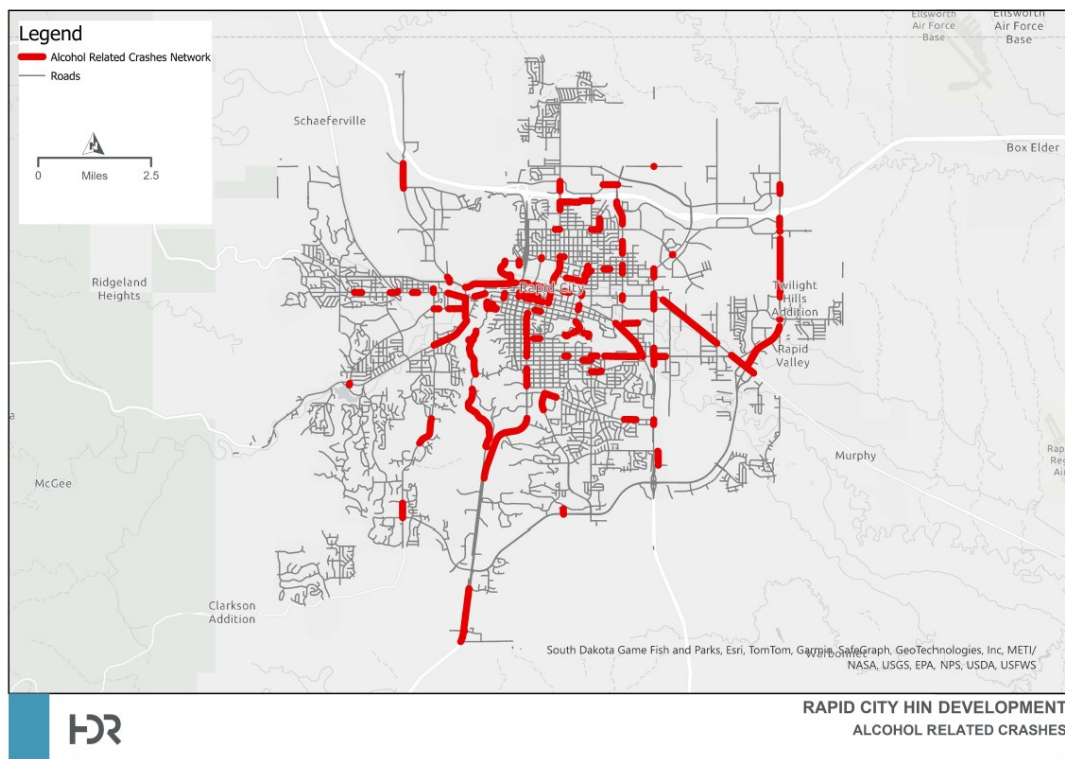 Legend
Alcohol Related Crashes Network
Roads
0 Miles 2.5
Ellsworth
Air Force
Base
Ellsworth
Air Force
Base
Schaeferville
Box Elder
Ridgeland
Heights
Rapid City
Twilight
Hills
Addition
Rapid
Valley
a
Murphy
McGee
Clarkson
Addition
South Dakota Game Fish and Parks, Esri, TomTom, Garmin, SafeGraph, GeoTechnologies, Inc, METI/
NASA, USGS, EPA, NPS, USDA, USFWS
HDR
RAPID CITY HIN DEVELOPMENT
ALCOHOL RELATED CRASHES